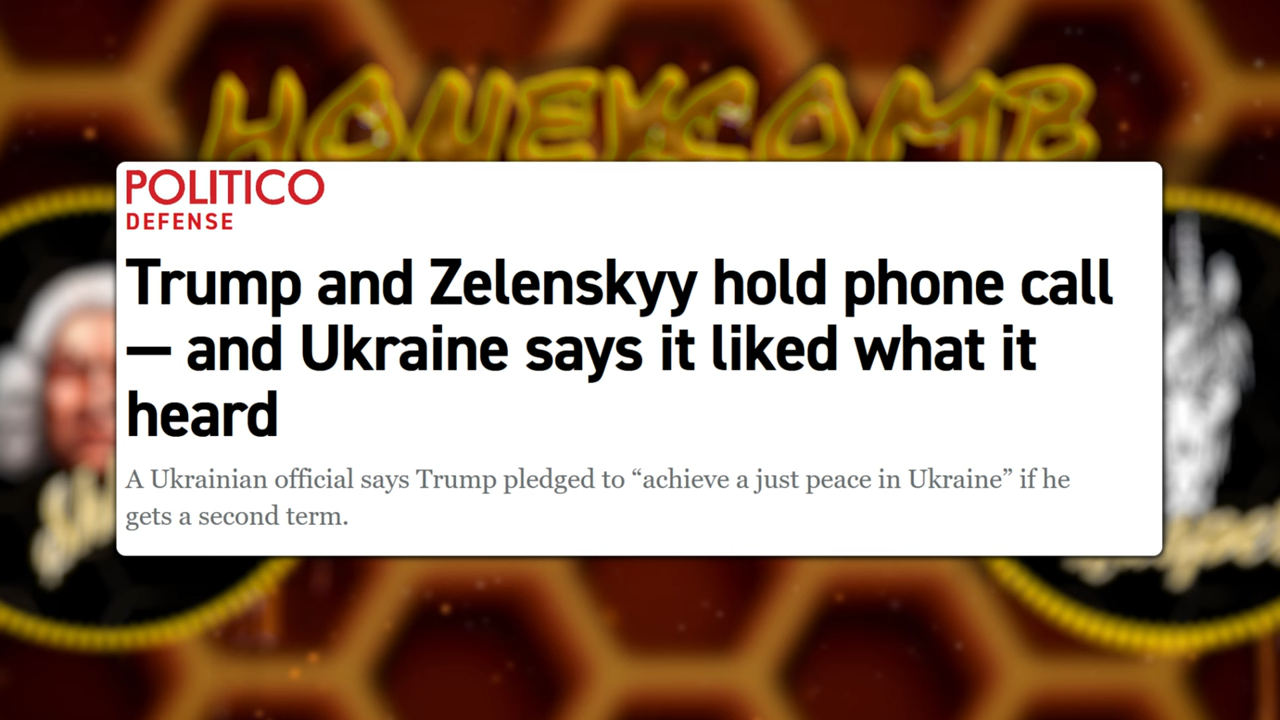 HONEYCOMB
POLITICO
DEFENSE
Trump and Zelenskyy hold phone call
— and Ukraine says it liked what it
heard
A Ukrainian official says Trump pledged to “achieve a just peace in Ukraine” if he
gets a second term.